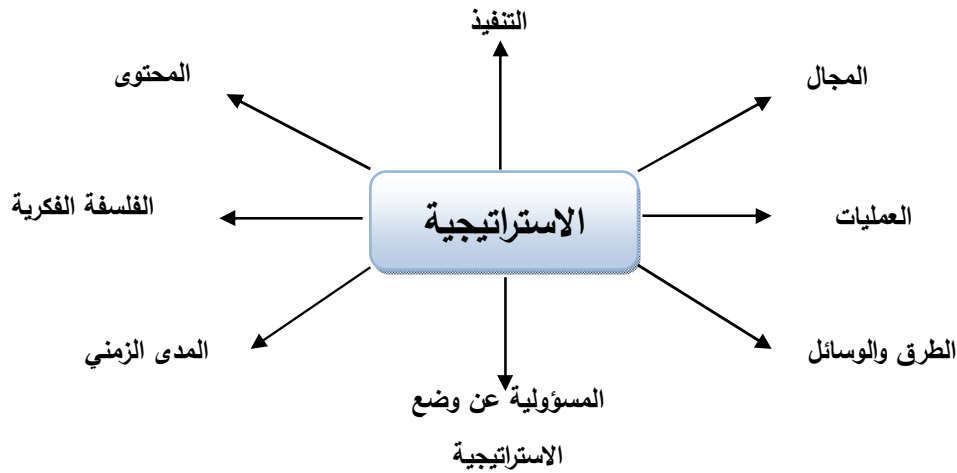 التنفيذ
المجال
المحتوى
الفلسفة الفكرية
الاستراتيجية
العمليات
المدى الزمني
الطرق والوسائل
المسؤولية عن وضع
الاستراتيجية